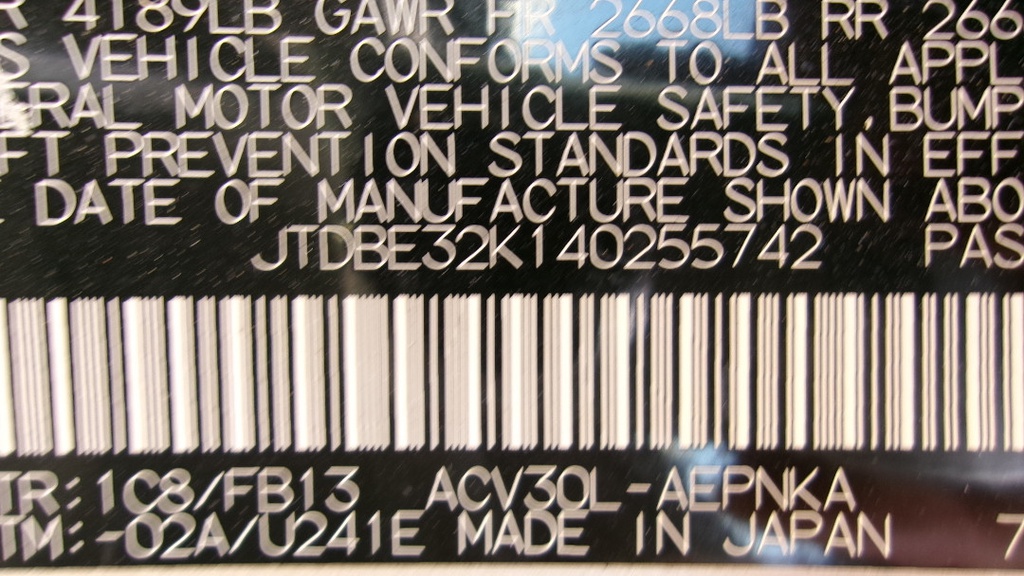 R 4189LB GAWR FR 2668LB RR 266
S VEHICLE CONFORMS TO ALL APPL
ERAL MOTOR VEHICLE SAFETY, BUMP
FT PREVENTION STANDARDS IN EFF
DATE OF MANUFACTURE SHOWN ABO
JTDBE32K140255742 PAS
TR: 1C8/FB13 ACV30L-AEPNKA
TM: -02A/U241E MADE IN JAPAN 7